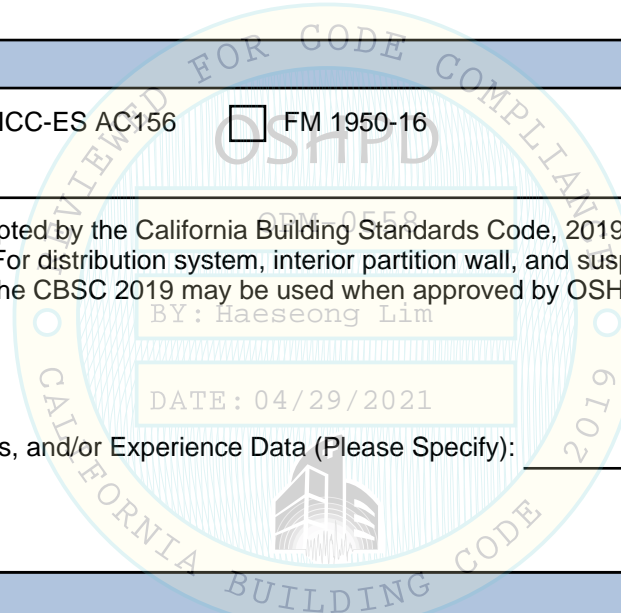 REVIEWED FOR CODE COMPLIANCE
ICC-ES AC156 FM 1950-16
OSHPD
OPM-0558
pted by the California Building Standards Code, 2019
For distribution system, interior partition wall, and susp
he CBSC 2019 may be used when approved by OSH
BY: Haeseong Lim
DATE: 04/29/2021
s, and/or Experience Data (Please Specify):
CALIFORNIA BUILDING CODE 2019